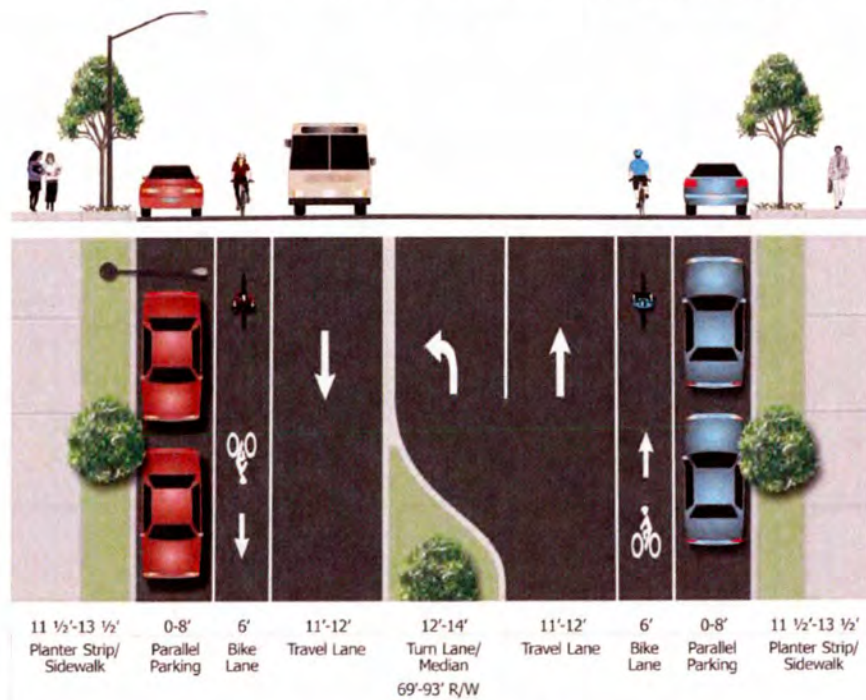 11 ½'-13 ½' 0-8' 6' 11'-12' 12'-14' 11'-12' 6' 0-8' 11 ½'-13 ½'
Planter Strip/ Parallel Bike Travel Lane Turn Lane/ Travel Lane Bike Parallel Planter Strip/
Sidewalk Parking Lane Median Lane Parking Sidewalk
69'-93' R/W